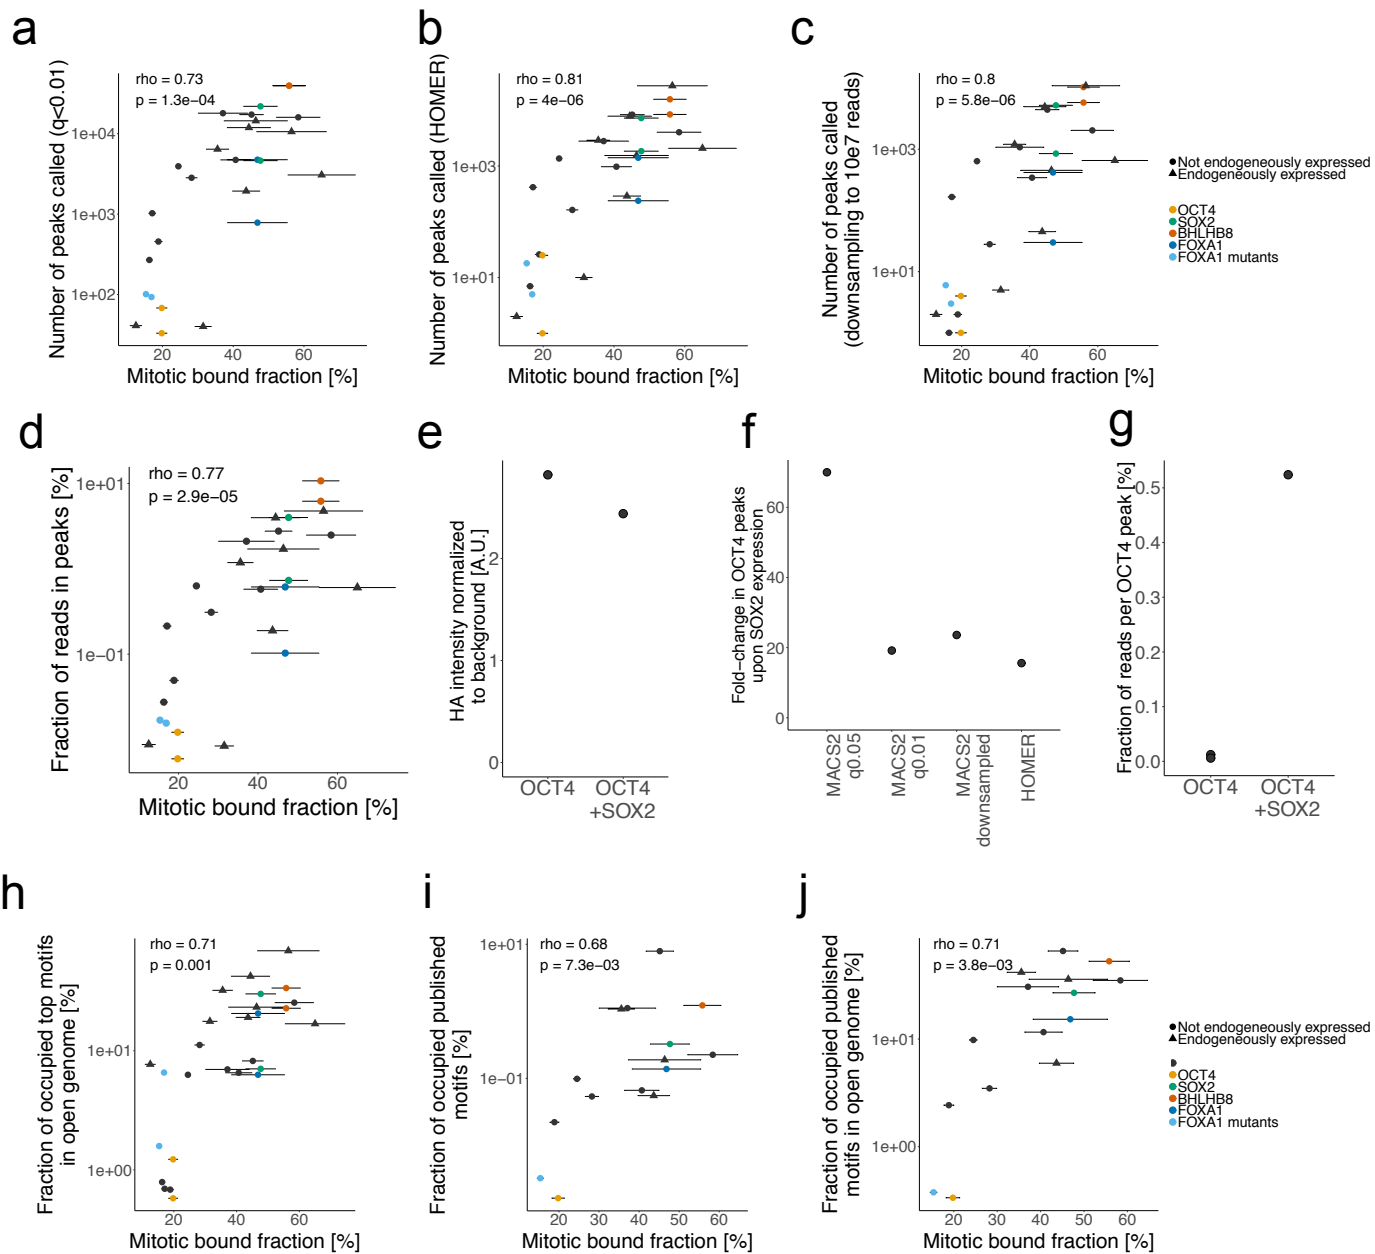 a
Number of peaks called (q<0.01)
rho = 0.73
p = 1.3e−04
1e+04
1e+03
1e+02
20
40
60
Mitotic bound fraction [%]
b
Number of peaks called (HOMER)
rho = 0.81
p = 4e−06
1e+03
1e+01
20
40
60
Mitotic bound fraction [%]
c
Number of peaks called
(downsampling to 10e7 reads)
rho = 0.8
p = 5.8e−06
1e+03
1e+01
20
40
60
Mitotic bound fraction [%]
Not endogeneously expressed
Endogeneously expressed
OCT4
SOX2
BHLHB8
FOXA1
FOXA1 mutants
d
Fraction of reads in peaks [%]
rho = 0.77
p = 2.9e−05
1e+01
1e−01
20
40
60
Mitotic bound fraction [%]
e
HA intensity normalized
to background [A.U.]
2
1
0
OCT4
OCT4
+SOX2
f
Fold−change in OCT4 peaks
upon SOX2 expression
60
40
20
0
MACS2
q0.05
MACS2
q0.01
MACS2
downsampled
HOMER
g
Fraction of reads per OCT4 peak [%]
0.5
0.4
0.3
0.2
0.1
0.0
OCT4
OCT4
+SOX2
h
Fraction of occupied top motifs
in open genome [%]
rho = 0.71
p = 0.001
1e+01
1e+00
20
40
60
Mitotic bound fraction [%]
i
Fraction of occupied published
motifs [%]
rho = 0.68
p = 7.3e−03
1e+01
1e−01
20
30
40
50
60
Mitotic bound fraction [%]
j
Fraction of occupied published
motifs in open genome [%]
rho = 0.71
p = 3.8e−03
1e+01
1e+00
20
30
40
50
60
Mitotic bound fraction [%]
Not endogeneously expressed
Endogeneously expressed
OCT4
SOX2
BHLHB8
FOXA1
FOXA1 mutants